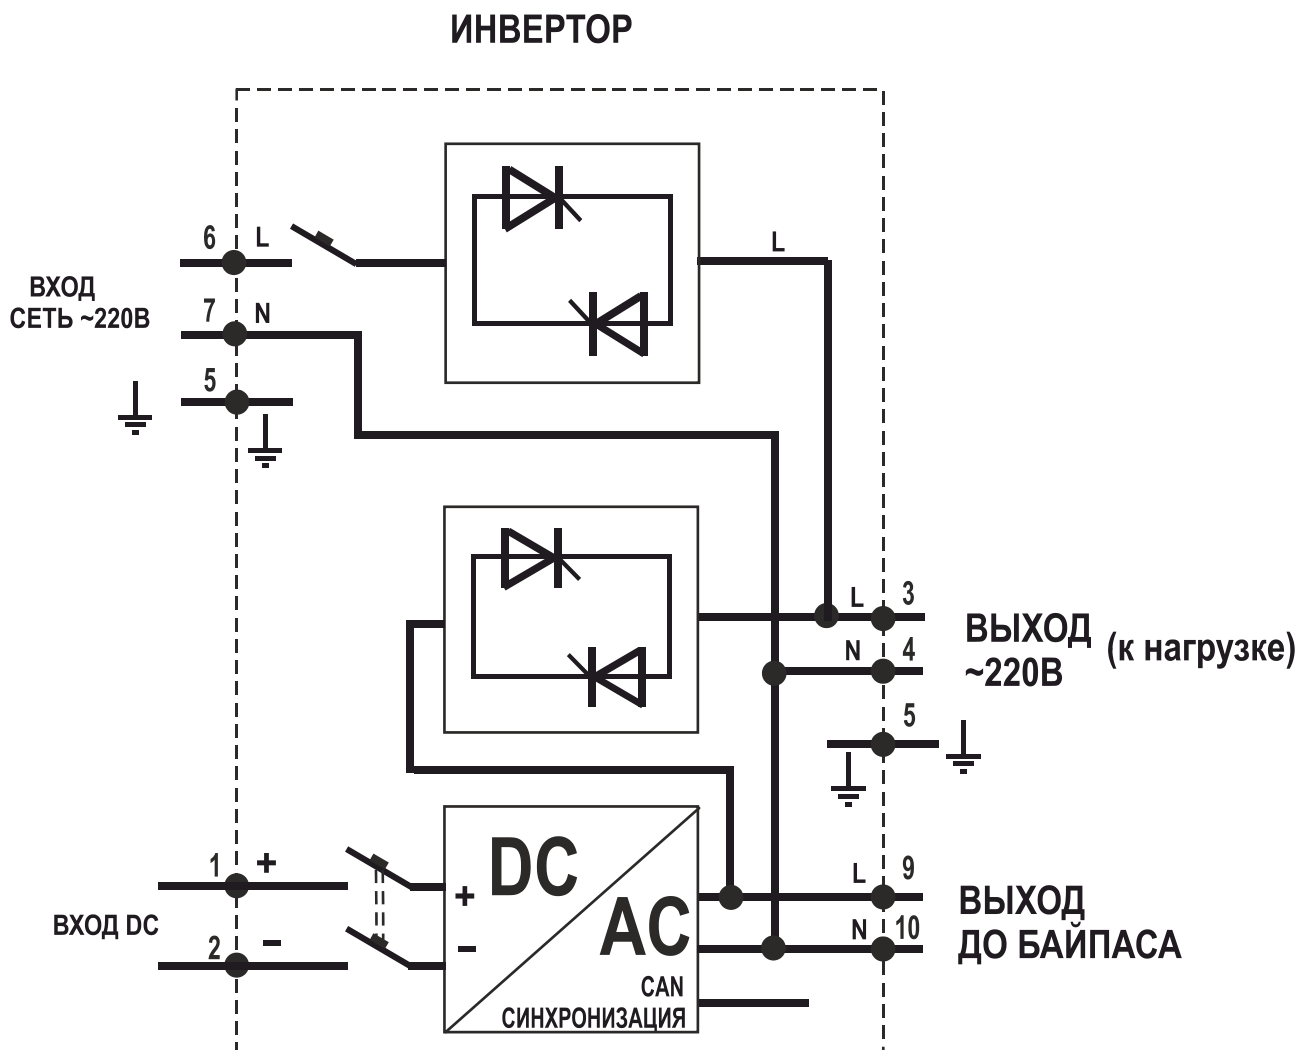 ИНВЕРТОР
6
L
L
ВХОД
СЕТЬ ~220В
7
N
5
L
3
ВЫХОД
~220В
(к нагрузке)
N
4
5
1
+
DC
+
L
9
ВЫХОД
ДО БАЙПАСА
ВХОД DC
AC
N
10
2
–
–
CAN
СИНХРОНИЗАЦИЯ